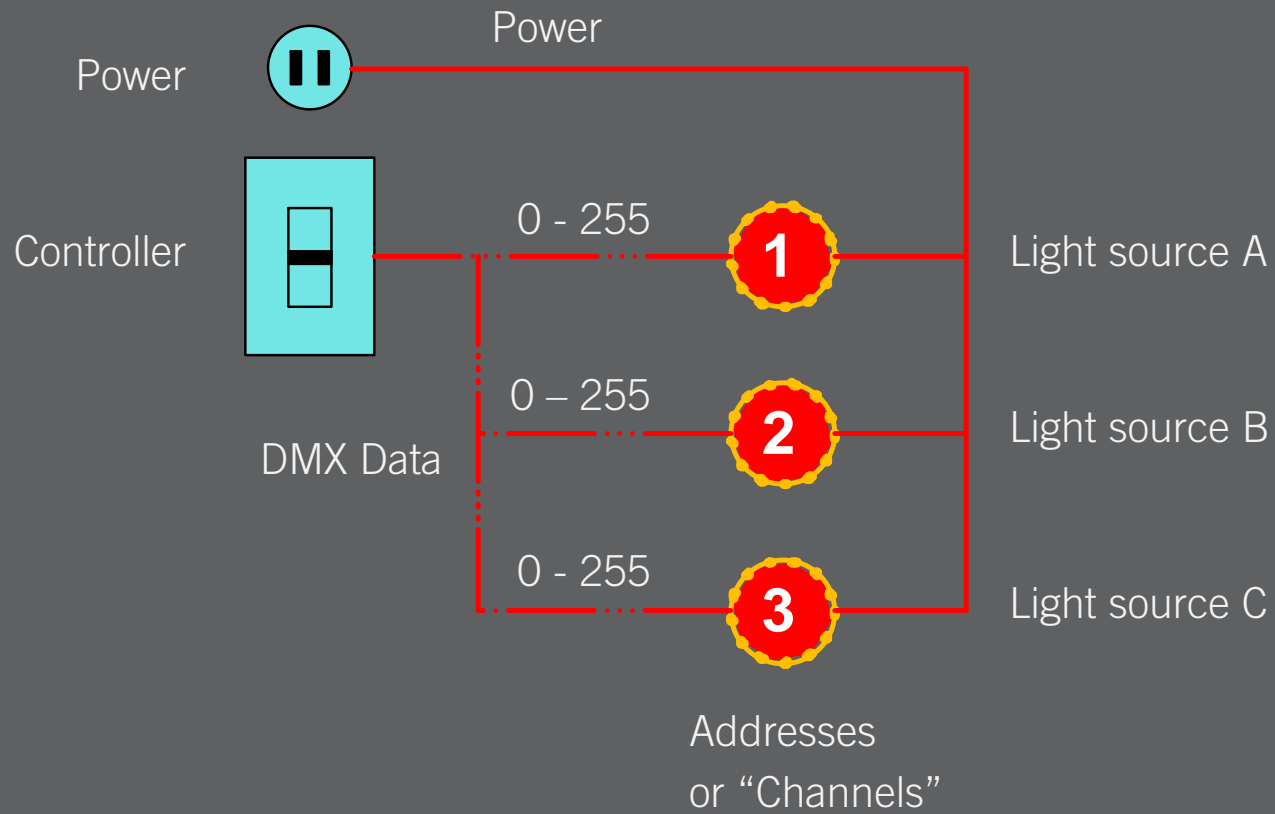 Power
Power
0 - 255
Controller
1
Light source A
0 – 255
2
Light source B
DMX Data
0 - 255
3
Light source C
Addresses
or “Channels”